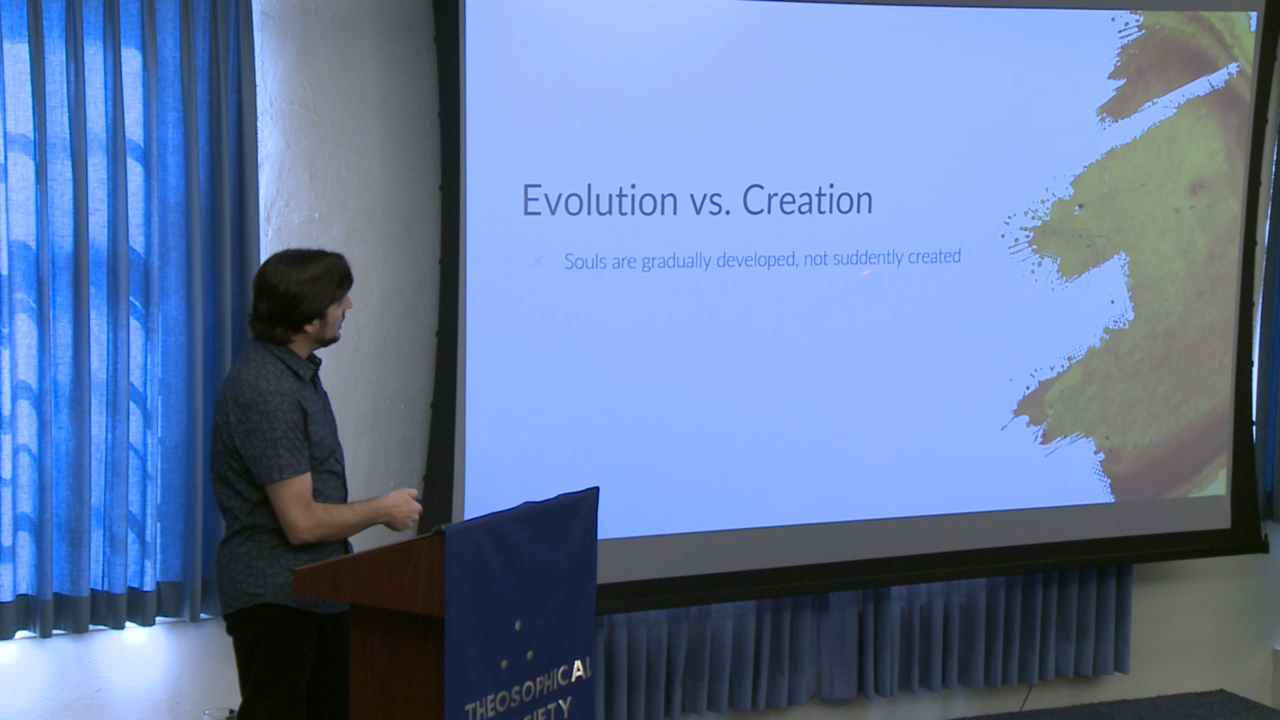 Evolution vs. Creation
Souls are gradually developed, not suddently created
THEOSOPHICAL
SOCIETY